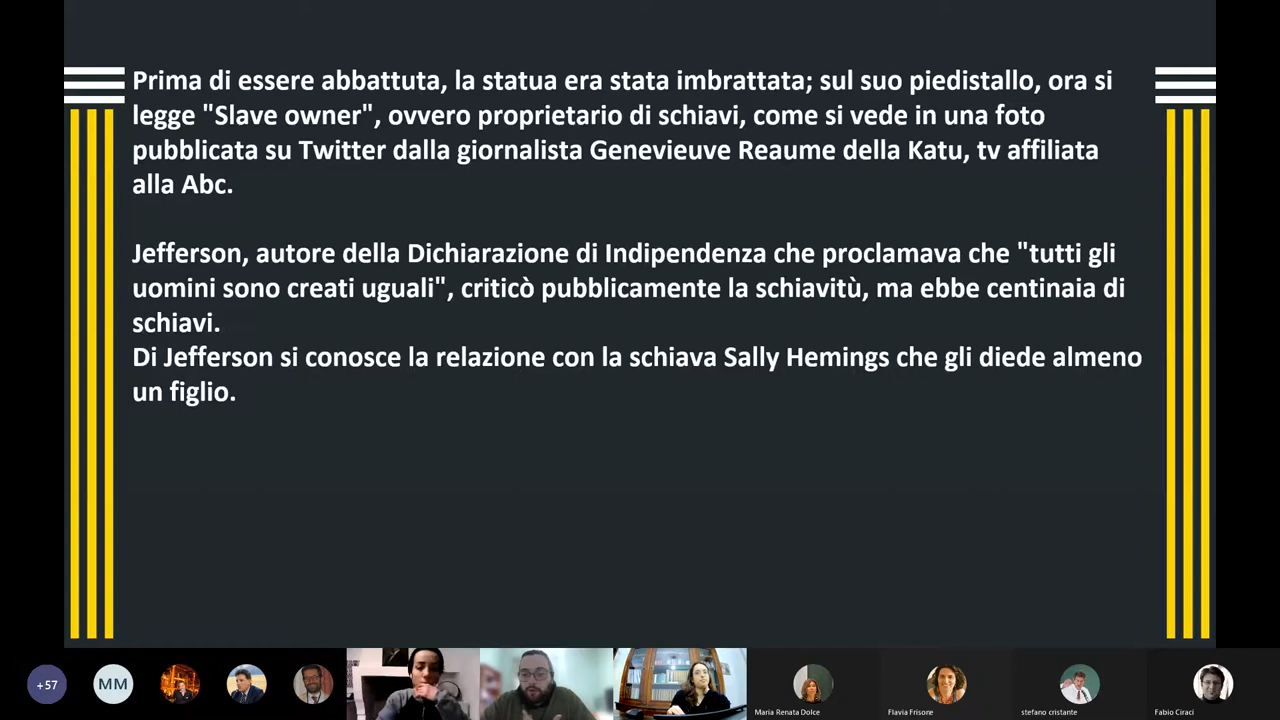 Prima di essere abbattuta, la statua era stata imbrattata; sul suo piedistallo, ora si
legge "Slave owner", ovvero proprietario di schiavi, come si vede in una foto
pubblicata su Twitter dalla giornalista Genevieuve Reaume della Katu, tv affiliata
alla Abc.
Jefferson, autore della Dichiarazione di Indipendenza che proclamava che "tutti gli
uomini sono creati uguali", criticò pubblicamente la schiavitù, ma ebbe centinaia di
schiavi.
Di Jefferson si conosce la relazione con la schiava Sally Hemings che gli diede almeno
un figlio.
+57
MM
Maria Renata Dolce
Flavia Frisone
stefano cristante
Fabio Ciracì